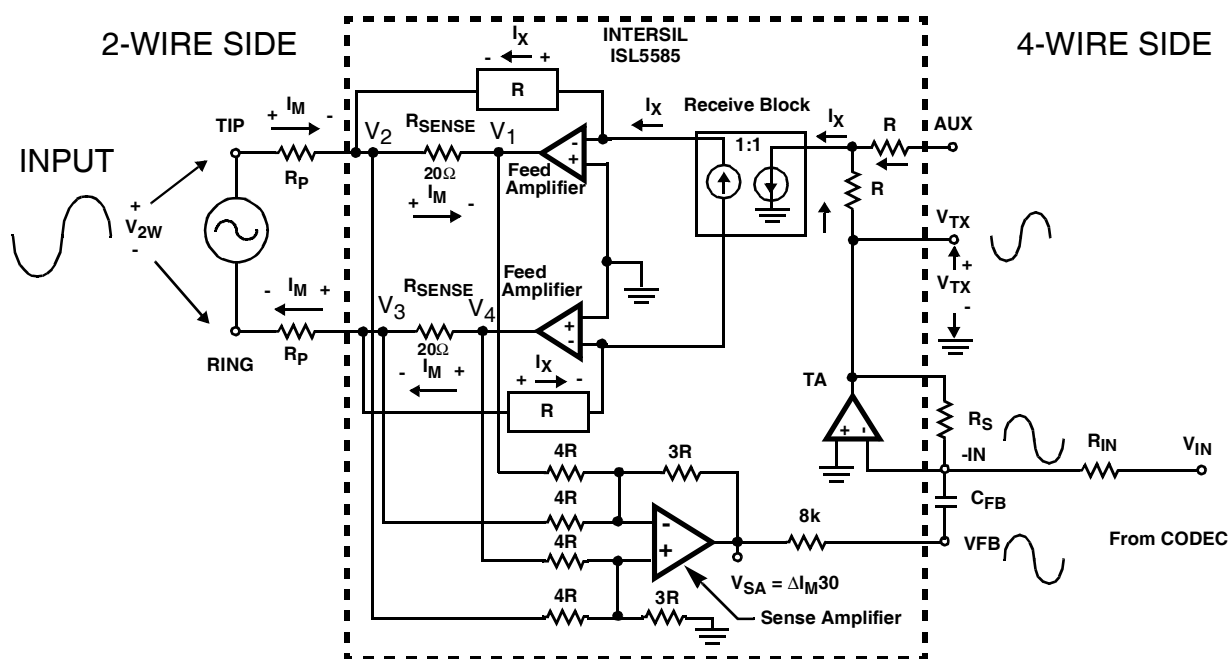 2-WIRE SIDE
INTERSIL
ISL5585
4-WIRE SIDE
IX
- +
R
INPUT
TIP
+ IM -
RP
V2
RSENSE
20Ω
IM
+ -
V1
Feed
Amplifier
-
+
IX
Receive Block
1:1
IX
R
AUX
R
+
V2W
-
VTX
+
VTX
-
- IM +
RP
RING
V3
RSENSE
20Ω
IM
- +
V4
Feed
Amplifier
+
-
IX
+ -
R
TA
+ -
RS
-IN
RIN
VIN
CFB
From CODEC
VFB
4R
3R
4R
4R
4R
3R
-
+
8k
VSA = ΔIM30
Sense Amplifier